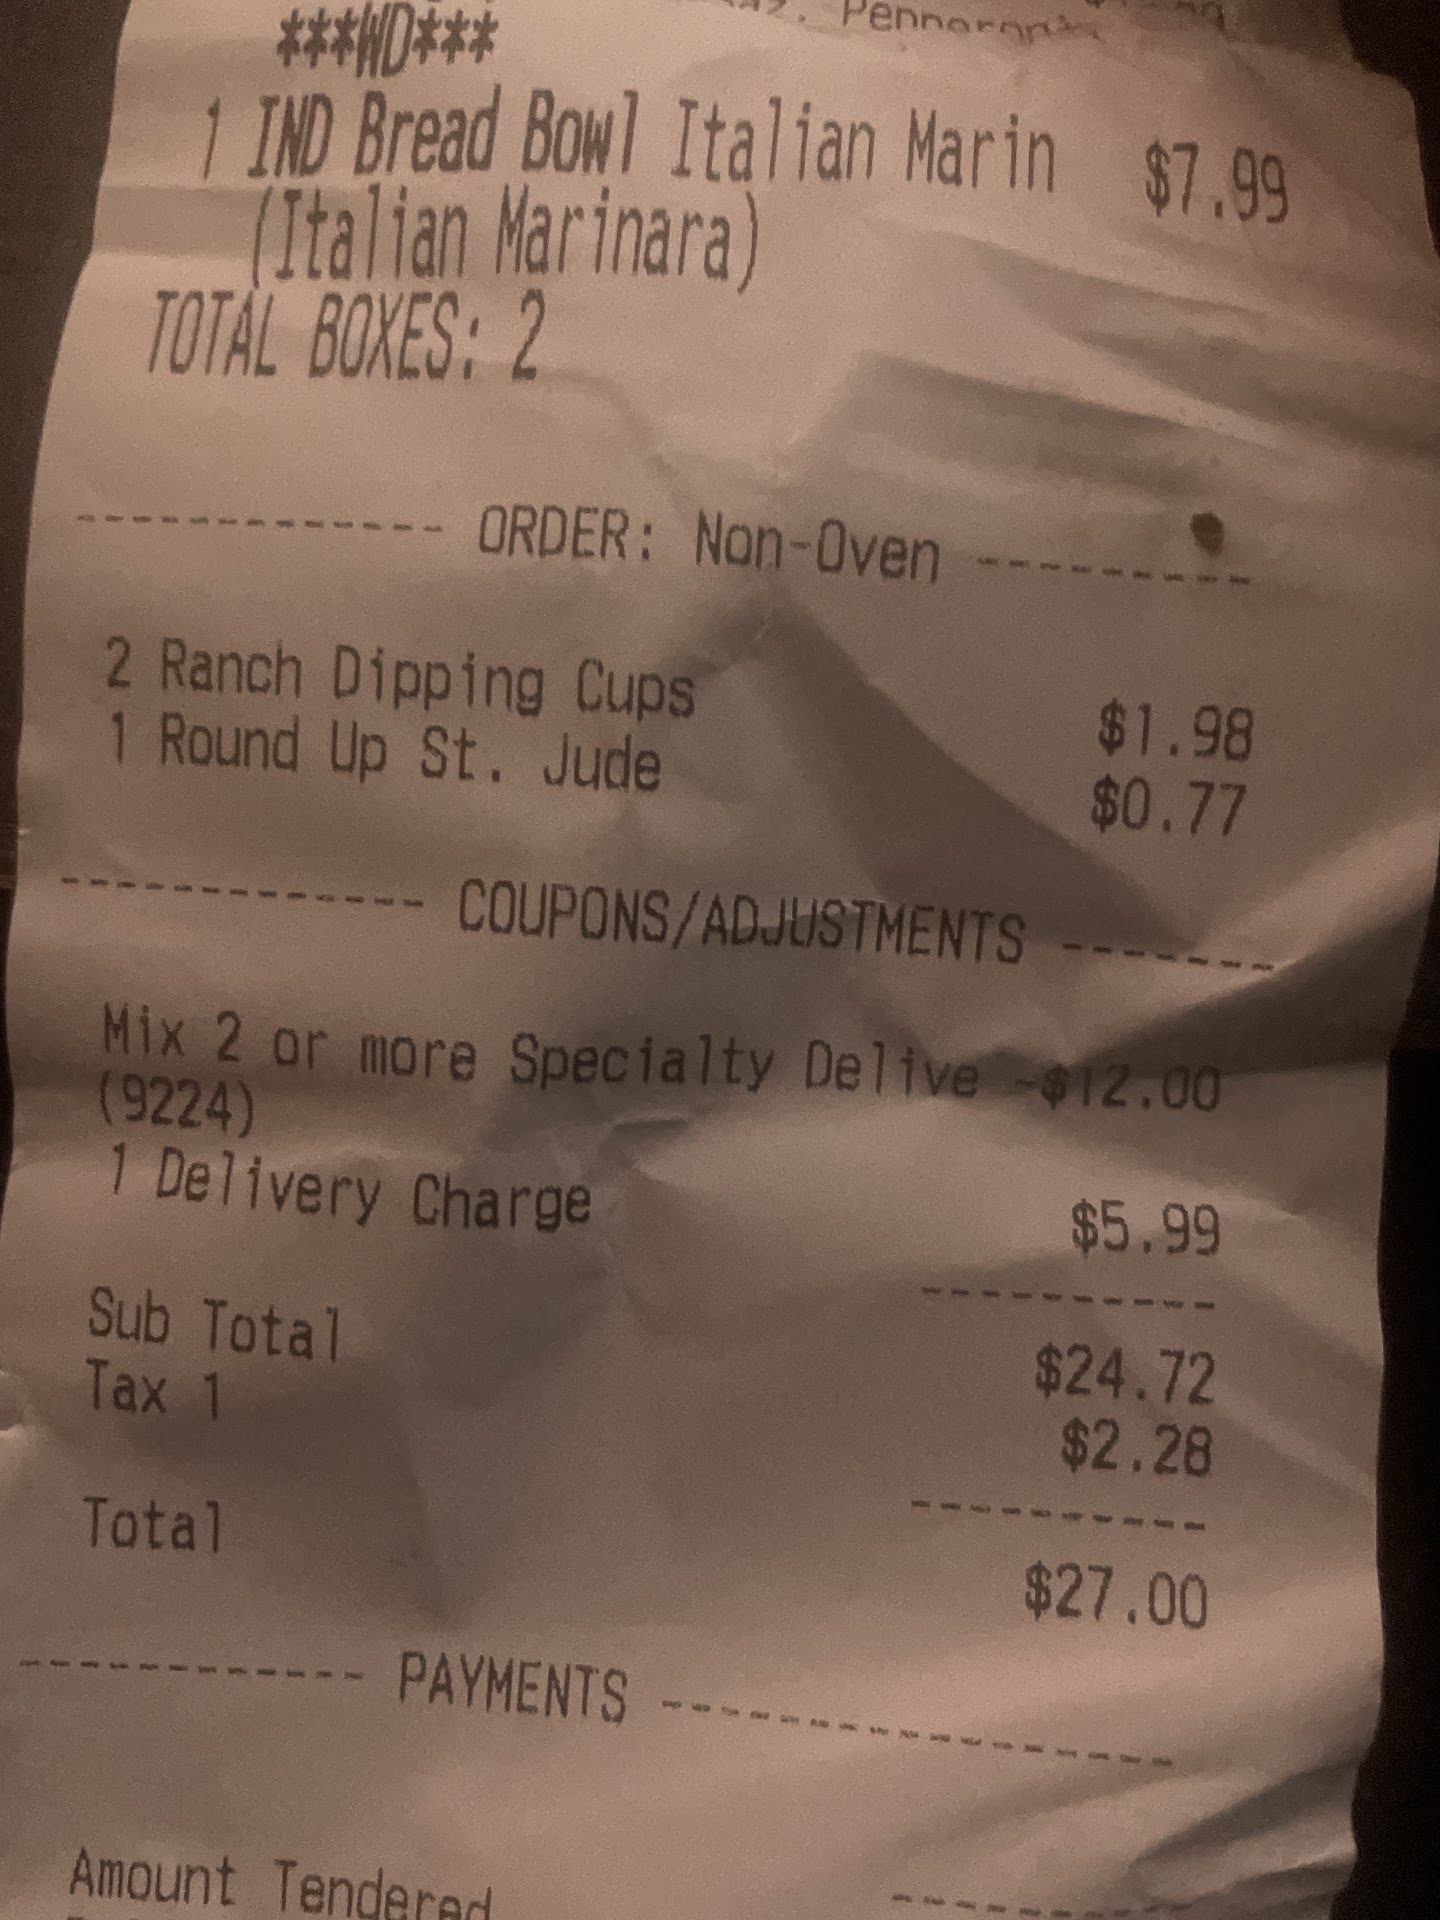 ***WD***
1 IND Bread Bowl Italian Marin $7.99
(Italian Marinara)
TOTAL BOXES: 2
------------- ORDER: Non-Oven ----------
2 Ranch Dipping Cups $1.98
1 Round Up St. Jude $0.77
------------- COUPONS/ADJUSTMENTS -------
Mix 2 or more Specialty Delive -$12.00
(9224)
1 Delivery Charge $5.99
----------
Sub Total $24.72
Tax 1 $2.28
----------
Total $27.00
------------ PAYMENTS -----------------
Amount Tendered